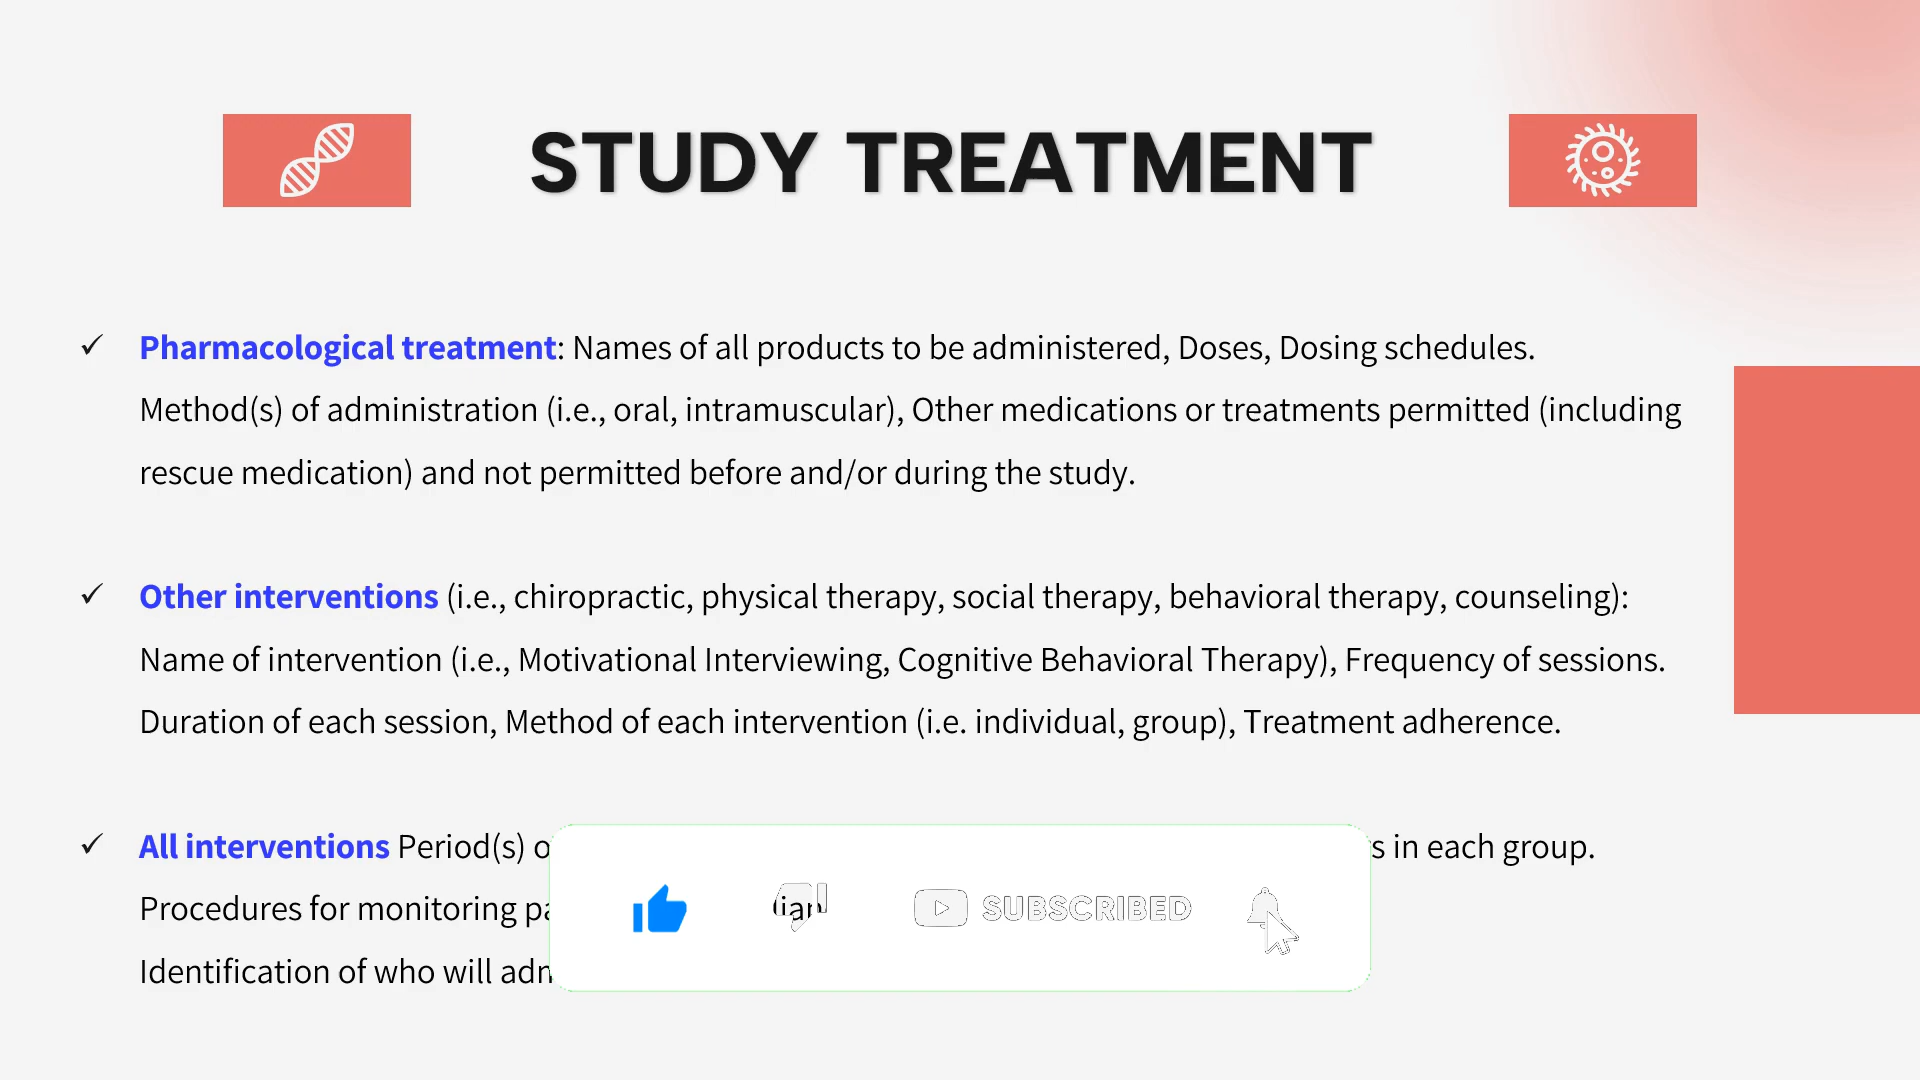 STUDY TREATMENT
✓ Pharmacological treatment: Names of all products to be administered, Doses, Dosing schedules.
Method(s) of administration (i.e., oral, intramuscular), Other medications or treatments permitted (including
rescue medication) and not permitted before and/or during the study.
✓ Other interventions (i.e., chiropractic, physical therapy, social therapy, behavioral therapy, counseling):
Name of intervention (i.e., Motivational Interviewing, Cognitive Behavioral Therapy), Frequency of sessions.
Duration of each session, Method of each intervention (i.e. individual, group), Treatment adherence.
✓ All interventions Period(s) in each group.
Procedures for monitoring
Identification of who will
SUBSCRIBED